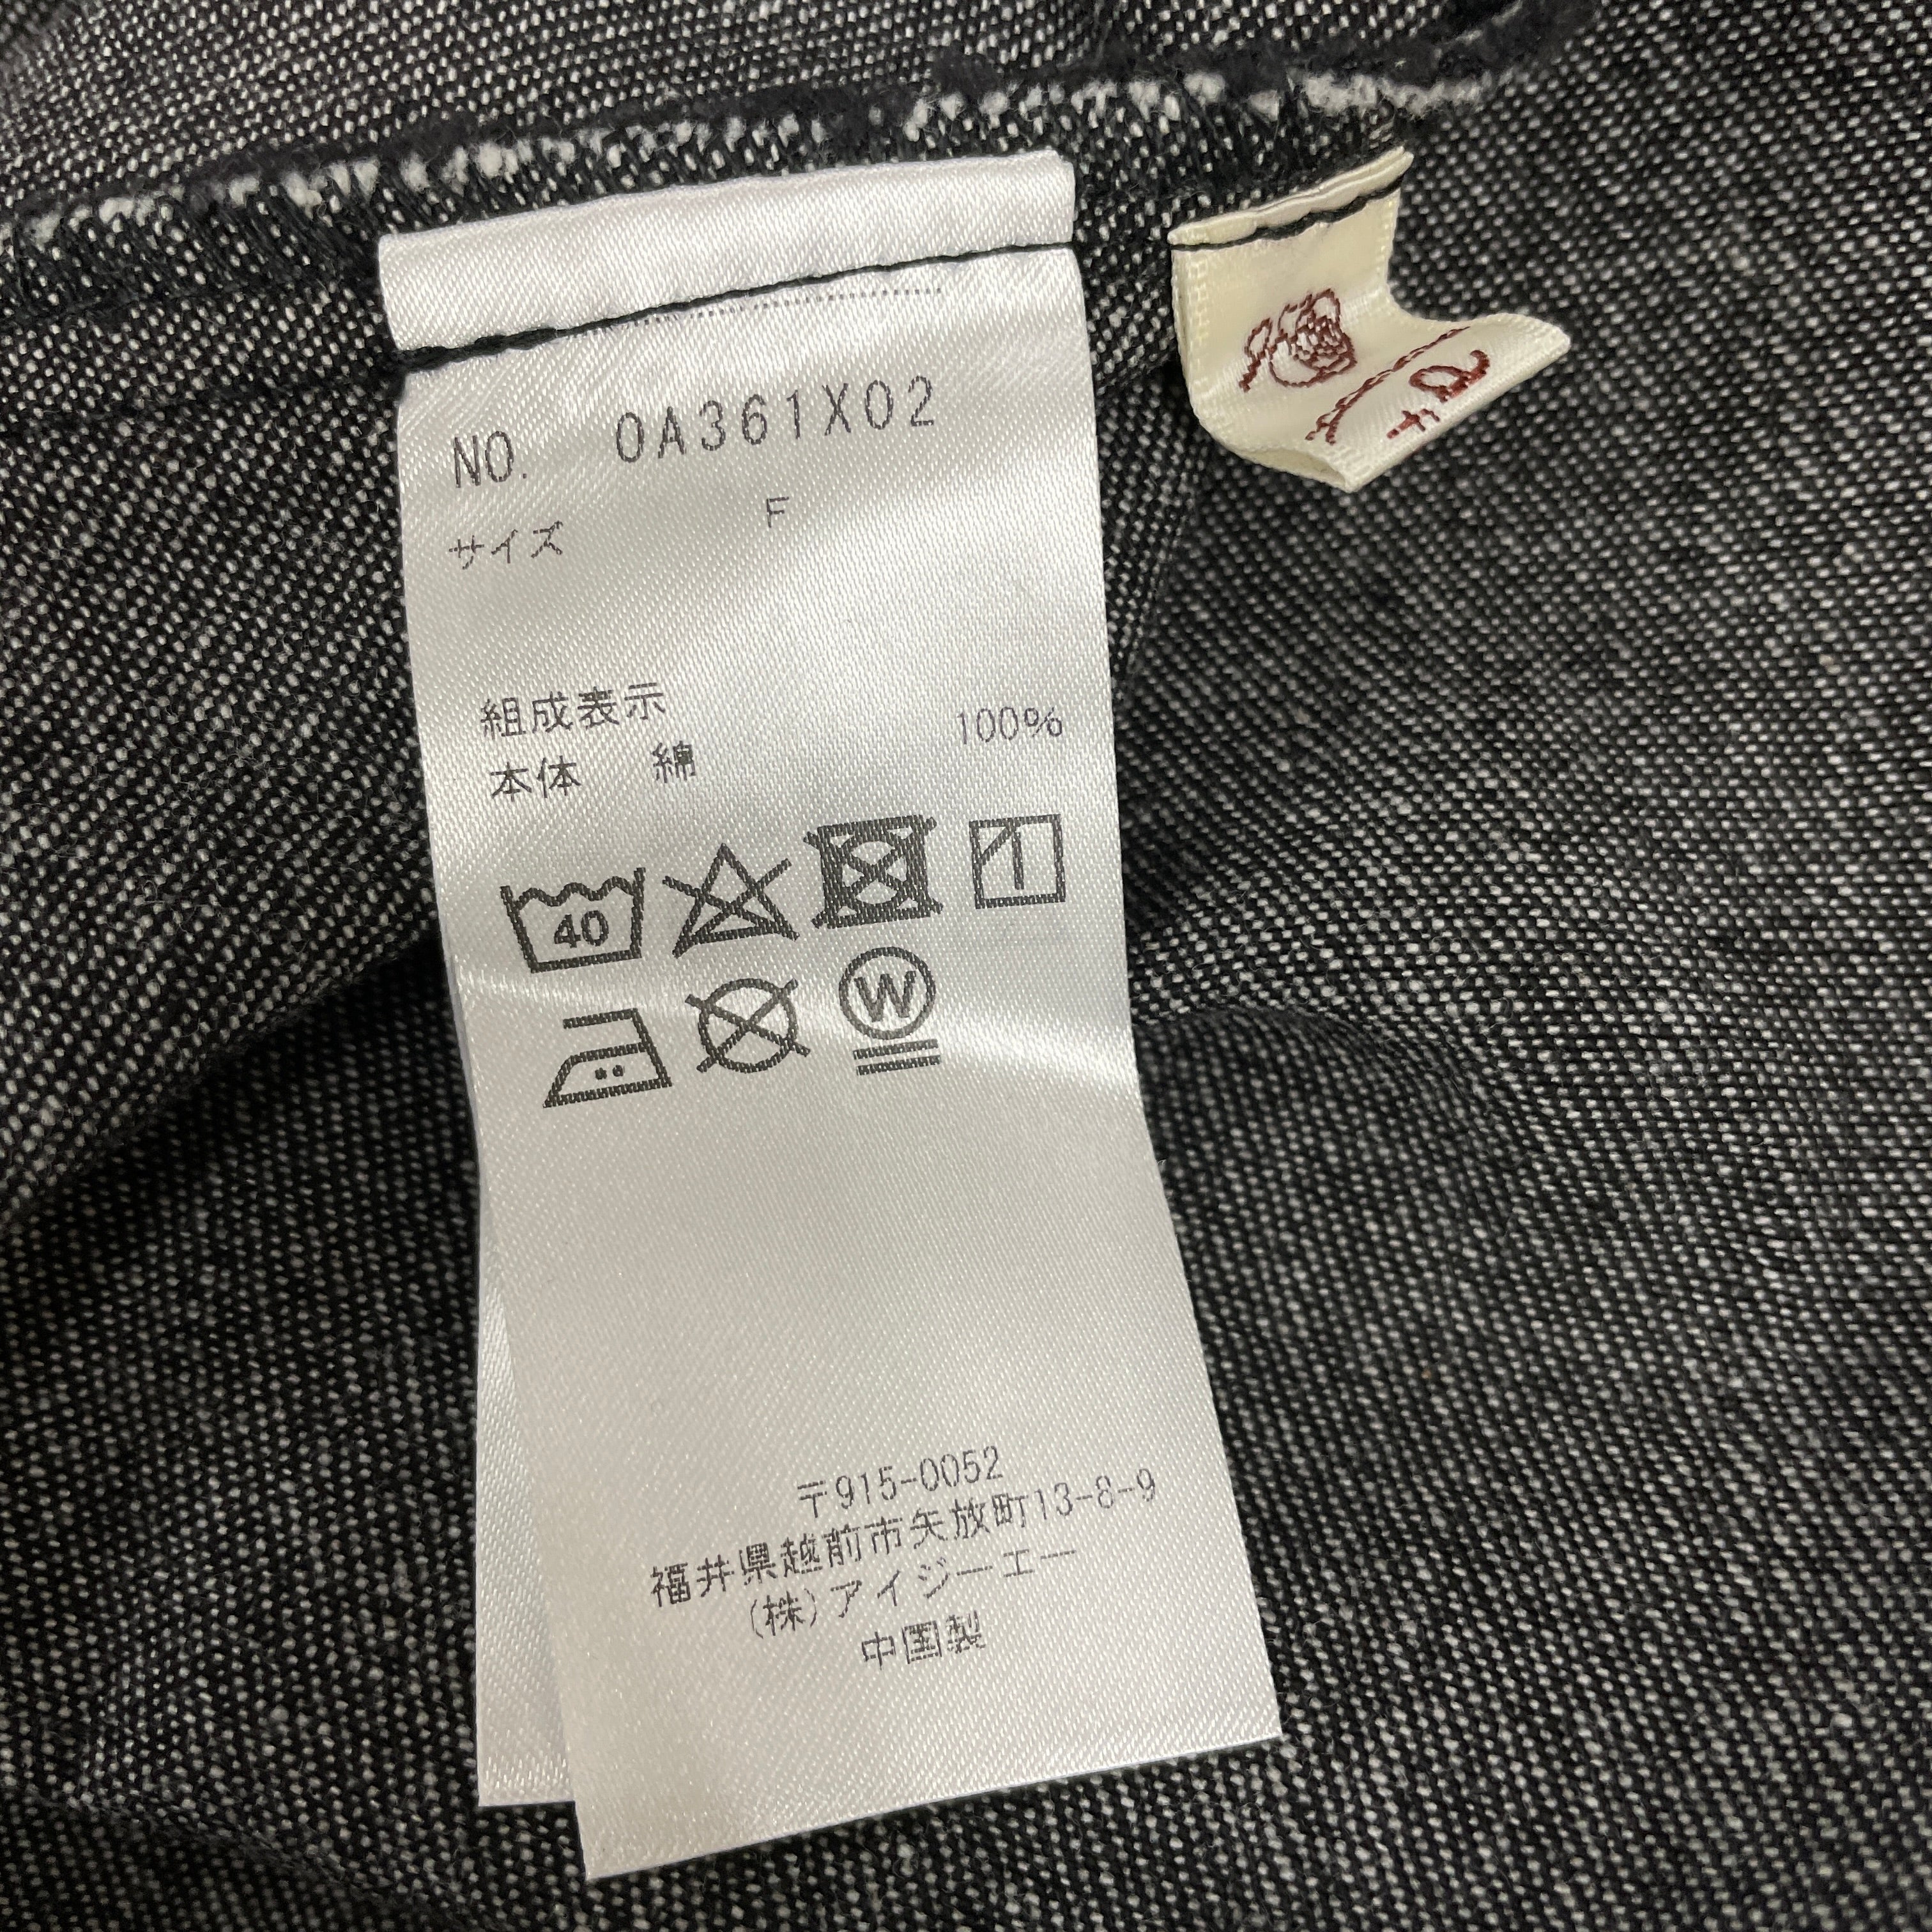 NO. 0A361X02
サイズ F
組成表示
本体 綿 100%
40
W
〒915-0052
福井県越前市矢放町13-8-9
(株)アイジーエー
中国製